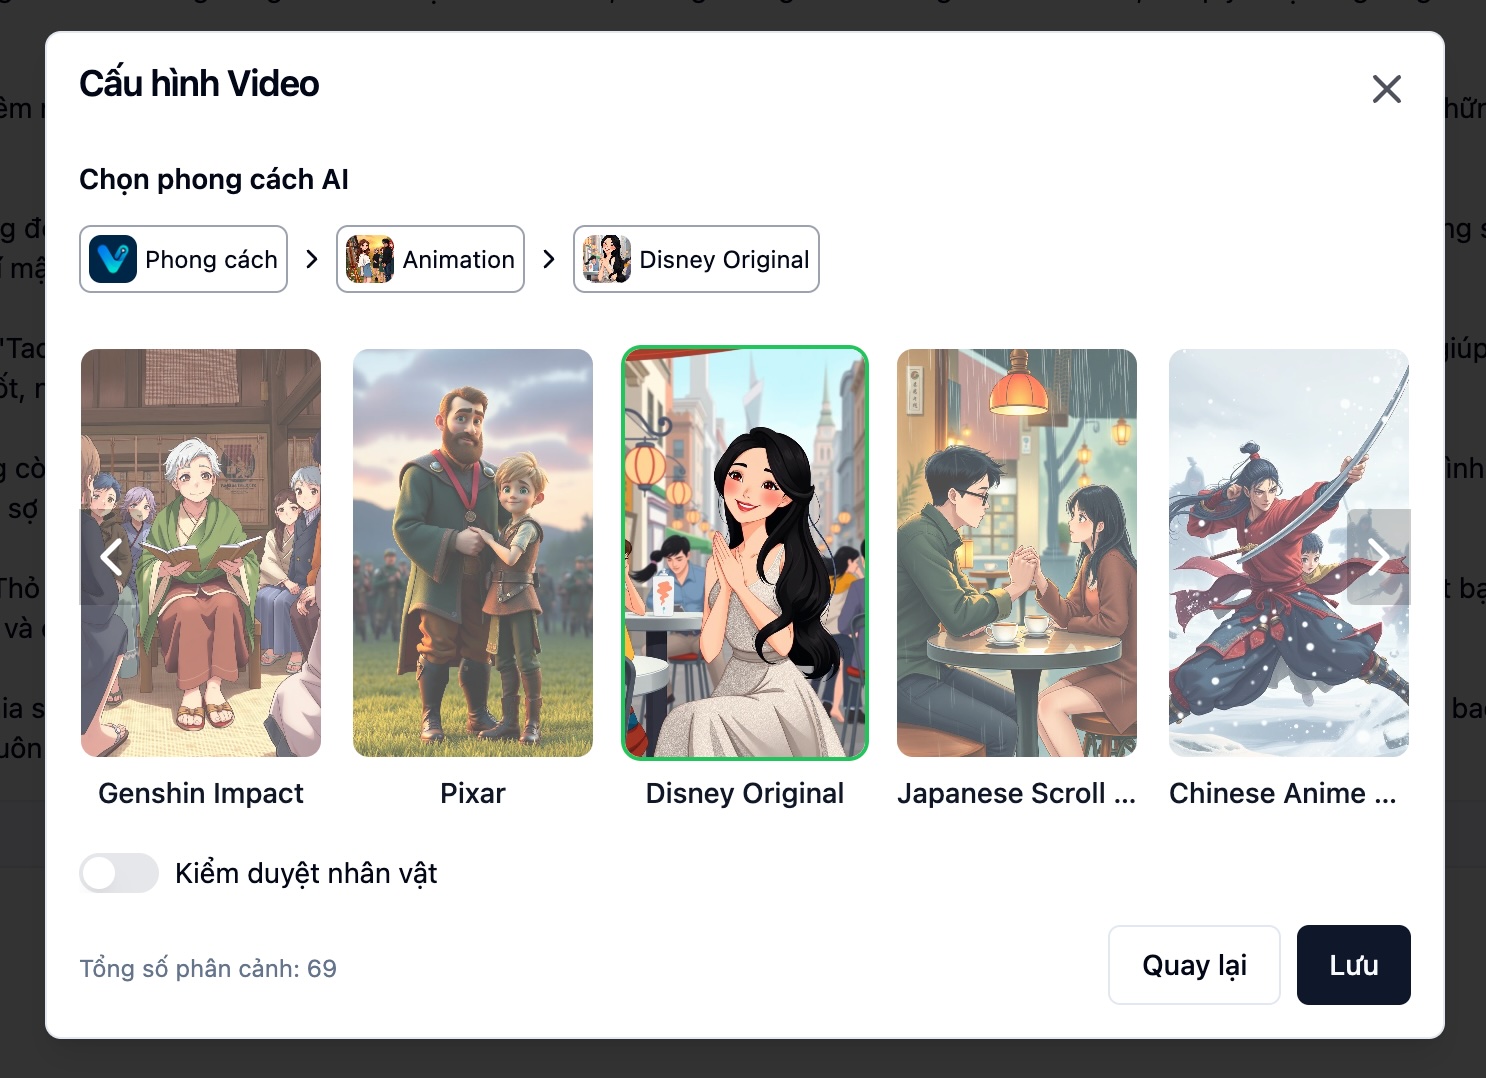 Cấu hình Video
Chọn phong cách AI
Phong cách
Animation
Disney Original
Genshin Impact
Pixar
Disney Original
Japanese Scroll ...
Chinese Anime ...
Kiểm duyệt nhân vật
Tổng số phân cảnh: 69
Quay lại
Lưu